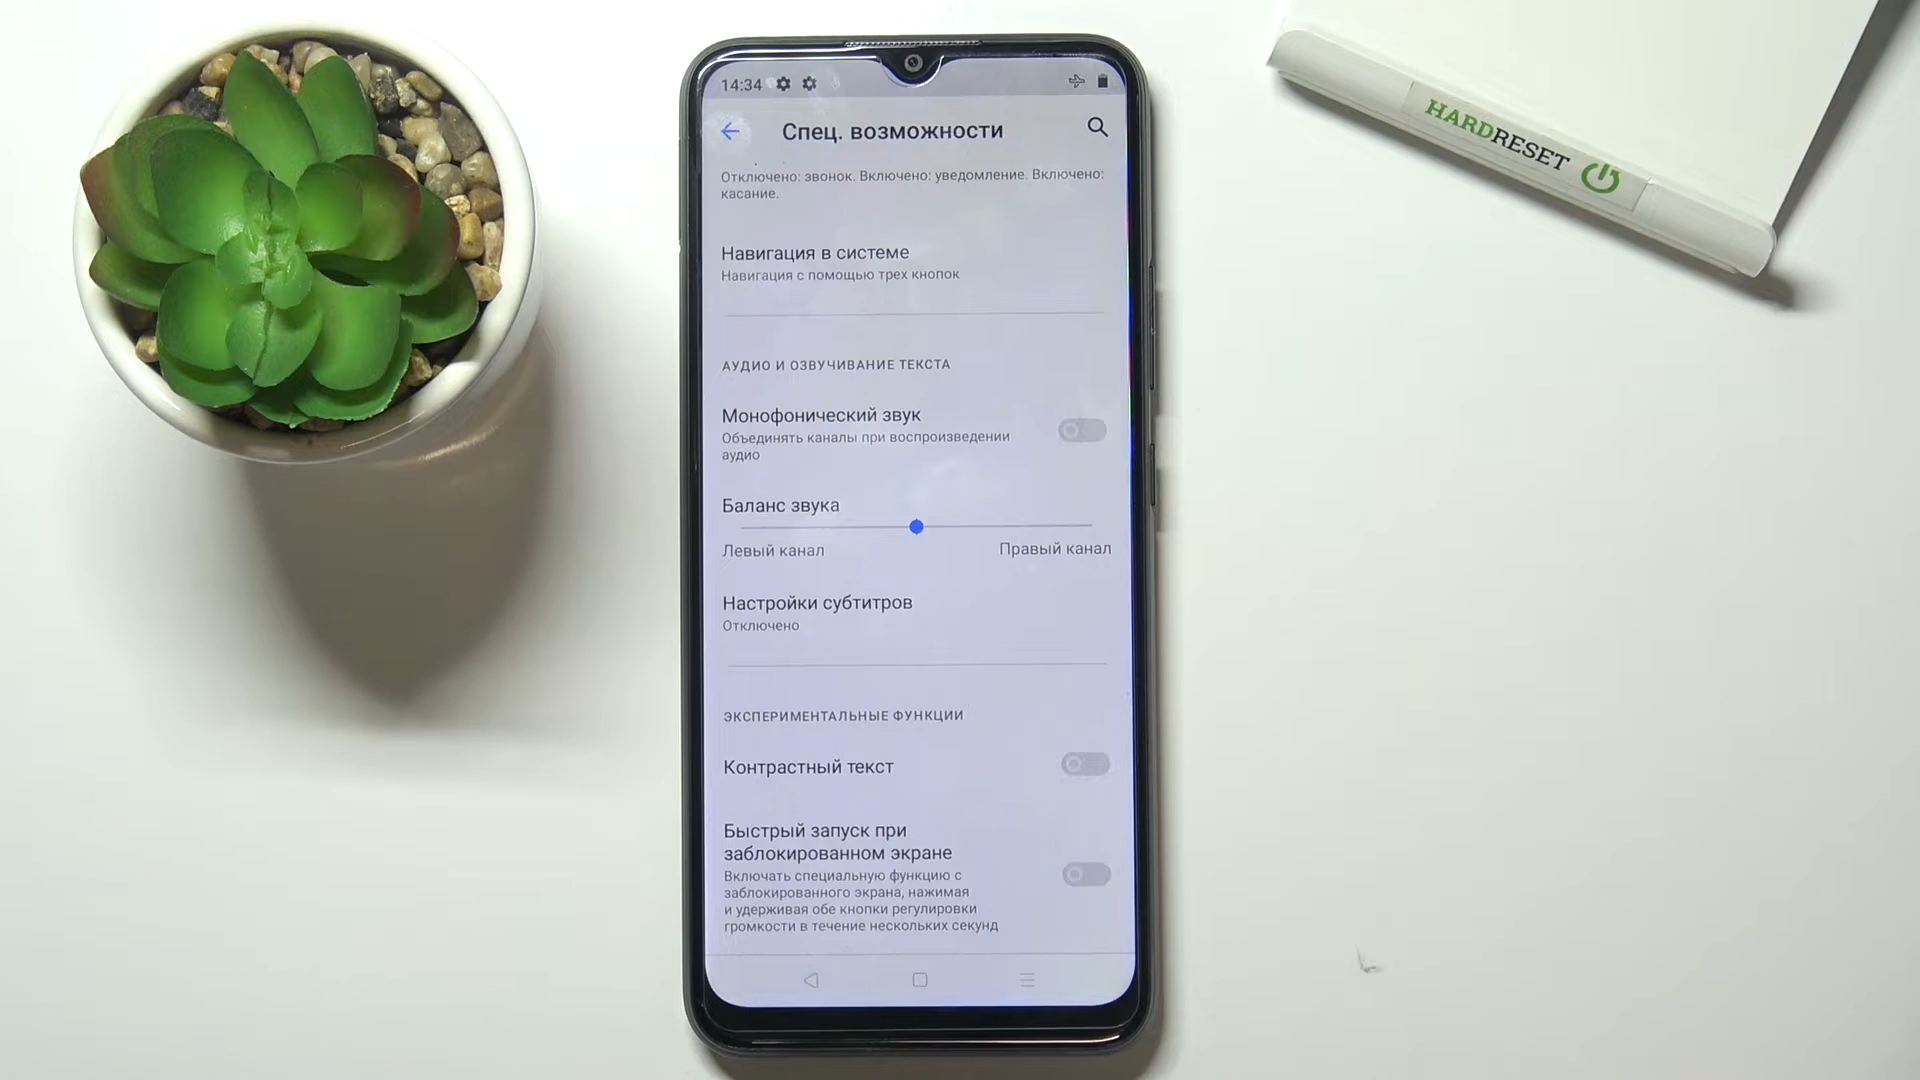 14:34
Спец. возможности
Отключено: звонок. Включено: уведомление. Включено:
касание.
Навигация в системе
Навигация с помощью трех кнопок
АУДИО И ОЗВУЧИВАНИЕ ТЕКСТА
Монофонический звук
Объединять каналы при воспроизведении
аудио
Баланс звука
Левый канал
Правый канал
Настройки субтитров
Отключено
ЭКСПЕРИМЕНТАЛЬНЫЕ ФУНКЦИИ
Контрастный текст
Быстрый запуск при
заблокированном экране
Включать специальную функцию с
заблокированного экрана, нажимая
и удерживая обе кнопки регулировки
громкости в течение нескольких секунд
HARDRESET